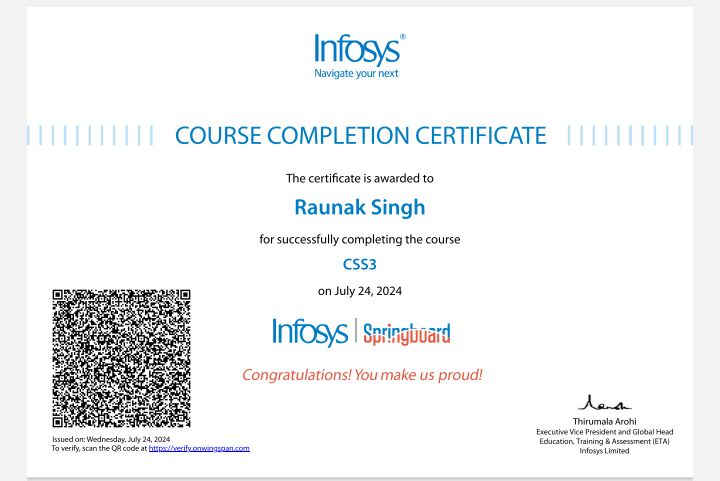 Infosys®
Navigate your next
COURSE COMPLETION CERTIFICATE
The certificate is awarded to
Raunak Singh
for successfully completing the course
CSS3
on July 24, 2024
Infosys | Springboard
Congratulations! You make us proud!
Thirumala Arohi
Executive Vice President and Global Head
Education, Training & Assessment (ETA)
Infosys Limited
Issued on: Wednesday, July 24, 2024
To verify, scan the QR code at https://verify.onwingspan.com